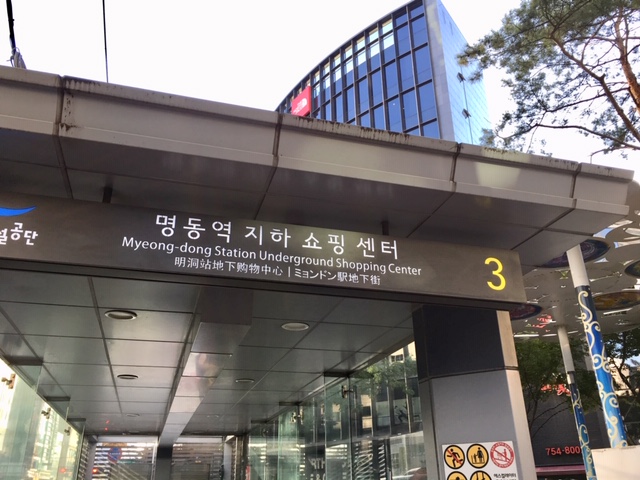 설공단
명동역 지하 쇼핑 센터
Myeong-dong Station Underground Shopping Center
明洞站地下购物中心 | ミョンドン駅地下街
3
754-800